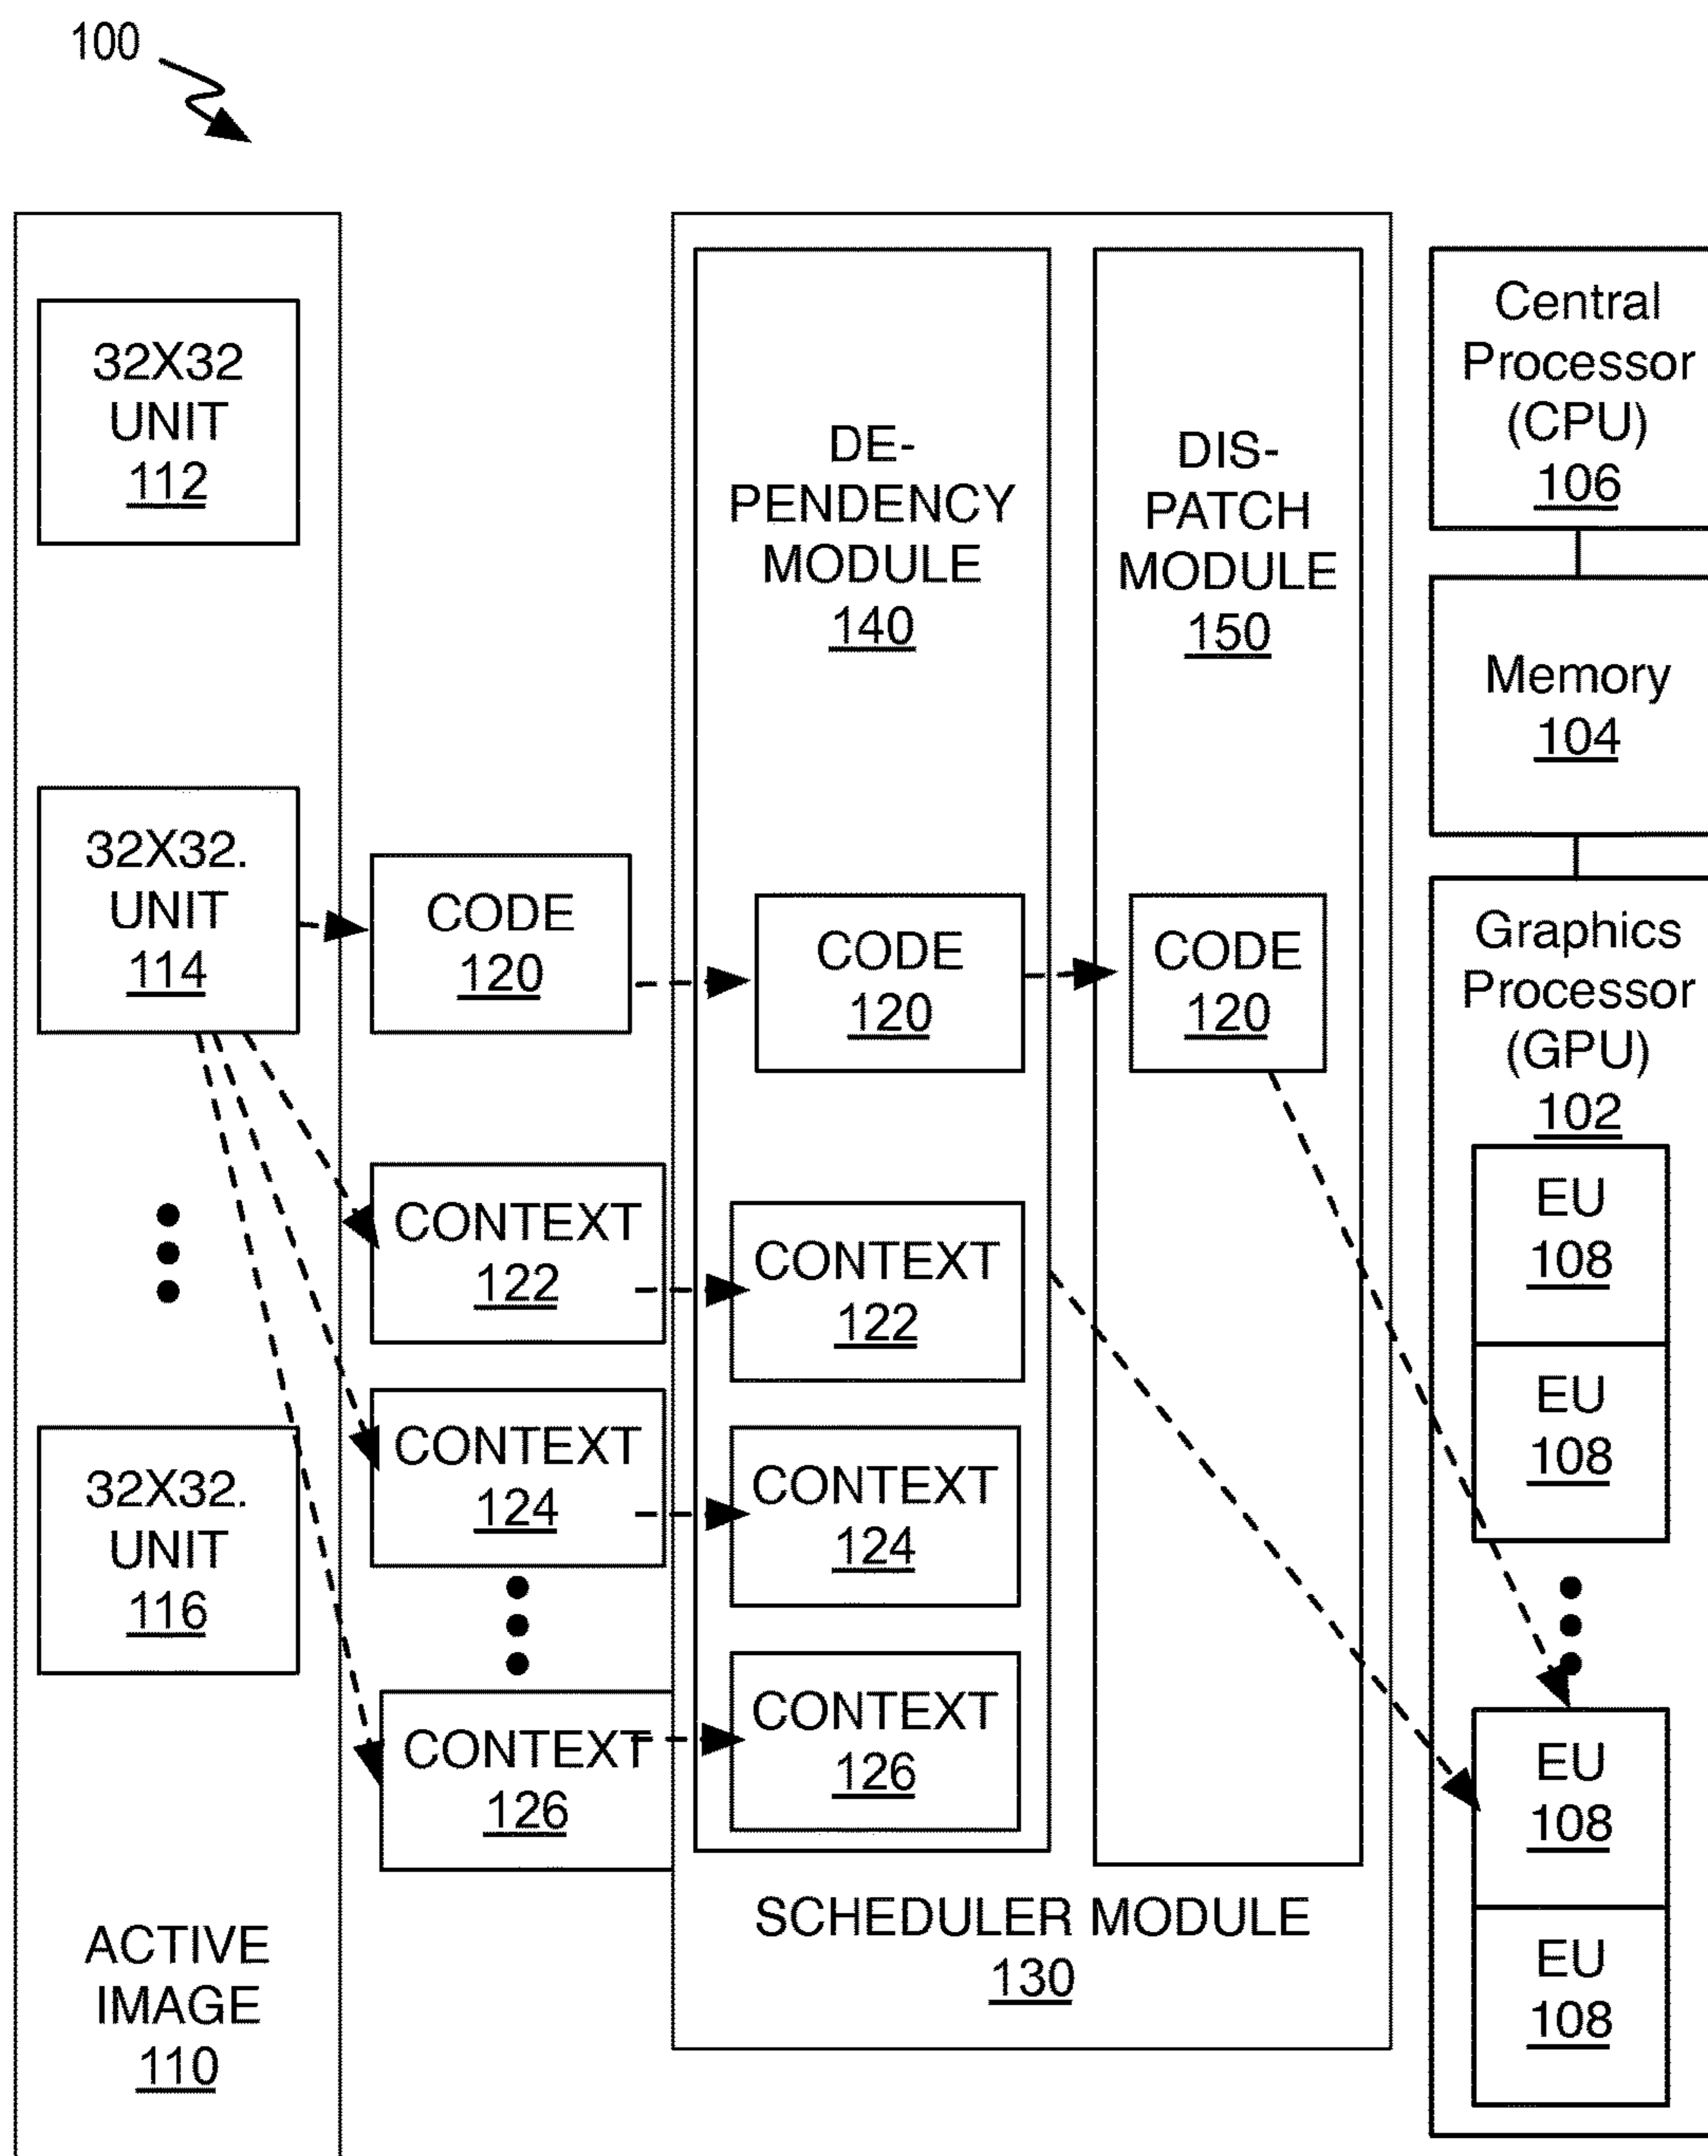 100
32X32
UNIT
112
32X32.
UNIT
114
32X32.
UNIT
116
ACTIVE
IMAGE
110
CODE
120
CONTEXT
122
CONTEXT
124
CONTEXT
126
DE-
PENDENCY
MODULE
140
CODE
120
CONTEXT
122
CONTEXT
124
CONTEXT
126
DIS-
PATCH
MODULE
150
CODE
120
SCHEDULER MODULE
130
Central
Processor
(CPU)
106
Memory
104
Graphics
Processor
(GPU)
102
EU
108
EU
108
EU
108
EU
108